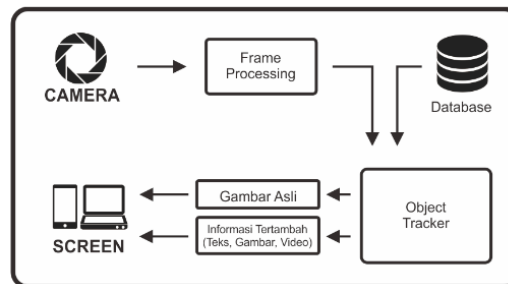 CAMERA
Frame
Processing
Database
Gambar Asli
Informasi Tertambah
(Teks, Gambar, Video)
Object
Tracker
SCREEN